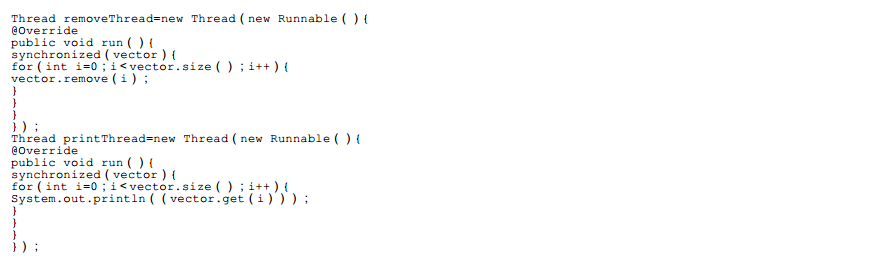 Thread removeThread=new Thread(new Runnable(){
@Override
public void run(){
synchronized(vector){
for(int i=0;i<vector.size();i++){
vector.remove(i);
}
}
}
});
Thread printThread=new Thread(new Runnable(){
@Override
public void run(){
synchronized(vector){
for(int i=0;i<vector.size();i++){
System.out.println((vector.get(i)));
}
}
}
});